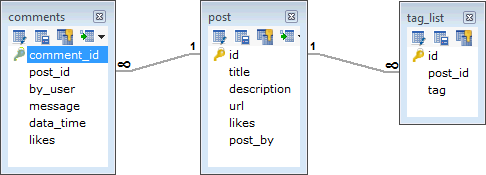 comments
comment_id
post_id
by_user
message
data_time
likes
1
∞
post
id
title
description
url
likes
post_by
1
∞
tag_list
id
post_id
tag